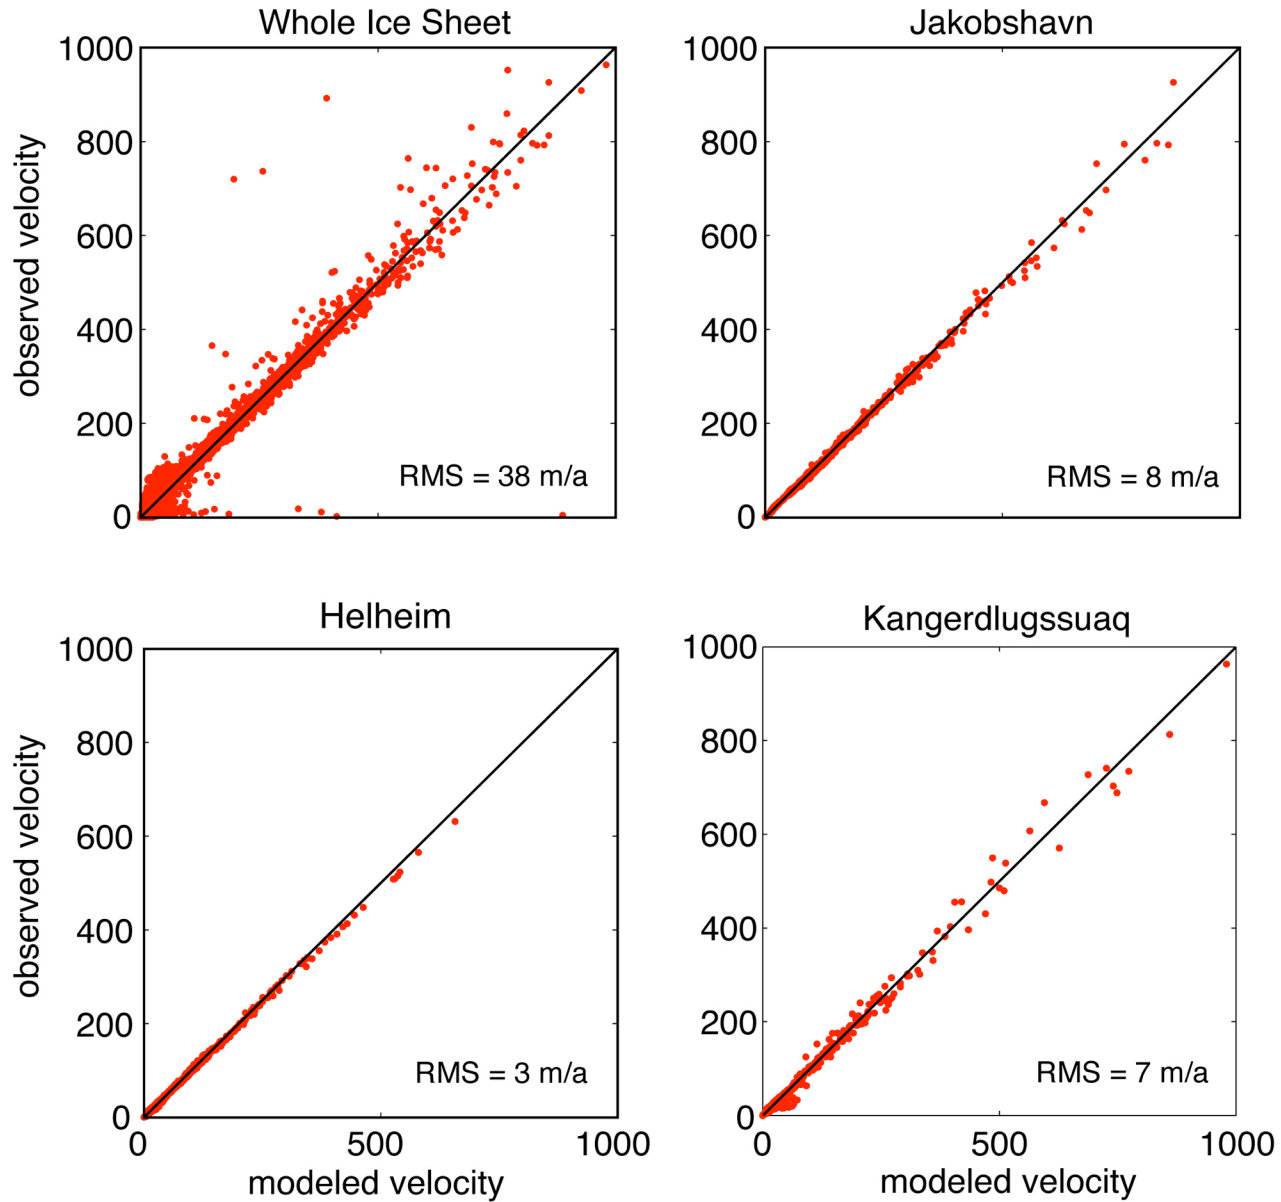 Whole Ice Sheet
1000
800
600
400
200
0
observed velocity
RMS = 38 m/a
500
Jakobshavn
1000
800
600
400
200
0
RMS = 8 m/a
Helheim
1000
800
600
400
200
0
observed velocity
RMS = 3 m/a
0
500
1000
modeled velocity
Kangerdlugssuaq
1000
800
600
400
200
0
RMS = 7 m/a
0
500
1000
modeled velocity